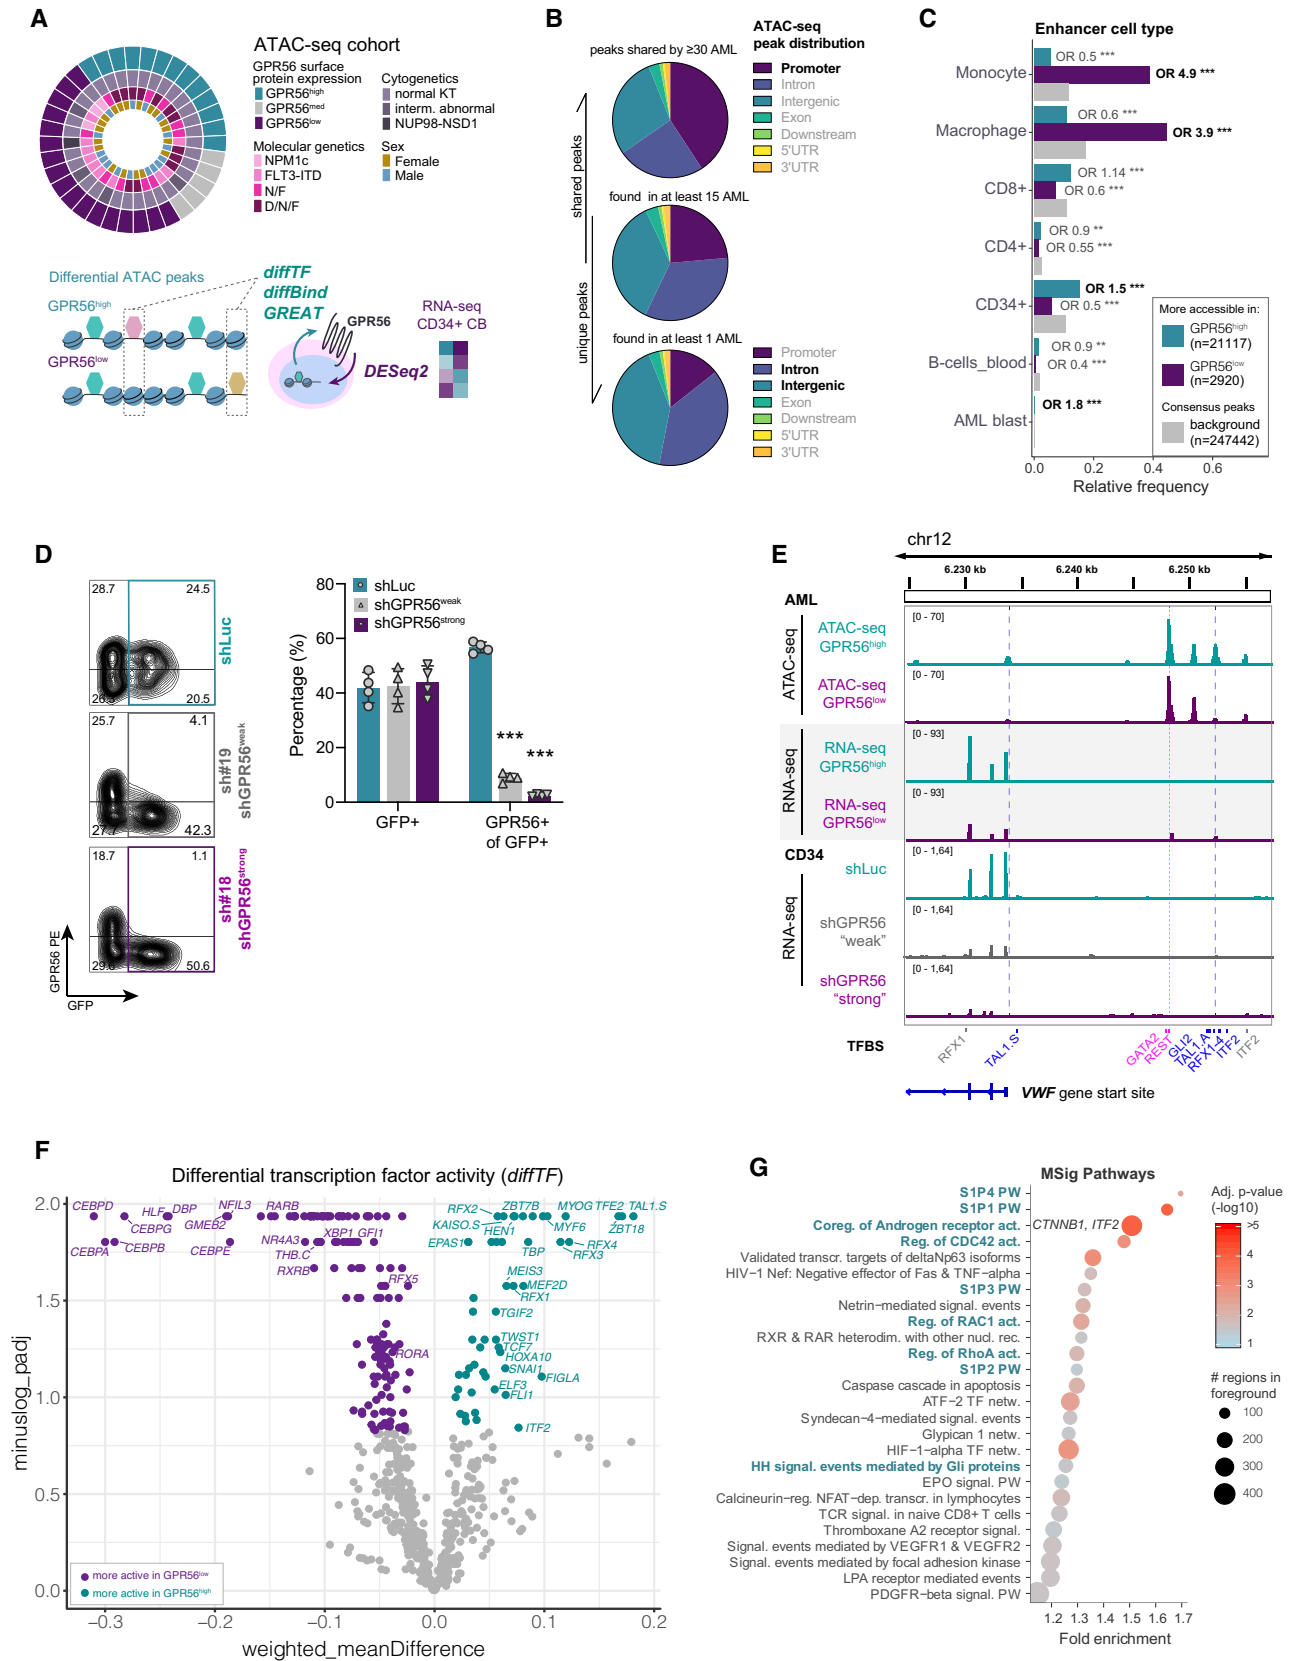 A
ATAC-seq cohort
GPR56 surface
protein expression
GPR56high
GPR56med
GPR56low
Cytogenetics
normal KT
interm. abnormal
NUP98-NSD1
Molecular genetics
NPM1c
FLT3-ITD
N/F
D/N/F
Sex
Female
Male
Differential ATAC peaks
GPR56high
GPR56low
diffTF
diffBind
GREAT
GPR56
DESeq2
RNA-seq
CD34+ CB
B
ATAC-seq
peak distribution
peaks shared by ≥30 AML
found in at least 15 AML
found in at least 1 AML
shared peaks
unique peaks
Promoter
Intron
Intergenic
Exon
Downstream
5'UTR
3'UTR
Promoter
Intron
Intergenic
Exon
Downstream
5'UTR
3'UTR
C
Enhancer cell type
Monocyte
OR 0.5 ***
OR 4.9 ***
Macrophage
OR 0.6 ***
OR 3.9 ***
CD8+
OR 1.14 ***
OR 0.6 ***
CD4+
OR 0.9 **
OR 0.55 ***
CD34+
OR 1.5 ***
OR 0.5 ***
B-cells_blood
OR 0.9 **
OR 0.4 ***
AML blast
OR 1.8 ***
More accessible in:
GPR56high
(n=21117)
GPR56low
(n=2920)
Consensus peaks
background
(n=247442)
0.0 0.2 0.4 0.6
Relative frequency
D
28.7 24.5
20.5
shLuc
25.7 4.1
27.7 42.3
sh#19
shGPR56weak
18.7 1.1
29.6 50.6
sh#18
shGPR56strong
GPR56 PE
GFP
Percentage (%)
80
60
40
20
0
shLuc
shGPR56weak
shGPR56strong
***
***
GFP+
GPR56+
of GFP+
E
chr12
6.230 kb 6.240 kb 6.250 kb
AML
ATAC-seq
ATAC-seq
GPR56high
[0 - 70]
ATAC-seq
GPR56low
[0 - 70]
RNA-seq
RNA-seq
GPR56high
[0 - 93]
RNA-seq
GPR56low
[0 - 93]
CD34
RNA-seq
shLuc
[0 - 1,64]
shGPR56
“weak”
[0 - 1,64]
shGPR56
“strong”
[0 - 1,64]
TFBS
RFX1
TAL1.S
GATA2
REST
GLI2
TAL1.A
RFX1-4
ITF2
ITF2
VWF gene start site
F
Differential transcription factor activity (diffTF)
minuslog_padj
2.0
1.5
1.0
0.5
0.0
CEBPD
HLF
DBP
CEBPG
NFIL3
GMEB2
RARB
CEBPA
CEBPB
CEBPE
NR4A3
XBP1
GFI1
THB.C
RXRB
RFX5
RORA
RFX2
ZBT7B
MYOG
TFE2
TAL1.S
KAISO.S
HEN1
MYF6
ZBT18
EPAS1
TBP
RFX4
RFX3
MEIS3
MEF2D
RFX1
TGIF2
TWST1
TCF7
HOXA10
SNAI1
FIGLA
ELF3
FLI1
ITF2
more active in GPR56low
more active in GPR56high
−0.3 −0.2 −0.1 0.0 0.1 0.2
weighted_meanDifference
G
MSig Pathways
S1P4 PW
S1P1 PW
Coreg. of Androgen receptor act.
CTNNB1, ITF2
Reg. of CDC42 act.
Validated transcr. targets of deltaNp63 isoforms
HIV−1 Nef: Negative effector of Fas & TNF−alpha
S1P3 PW
Netrin−mediated signal. events
Reg. of RAC1 act.
RXR & RAR heterodim. with other nucl. rec.
Reg. of RhoA act.
S1P2 PW
Caspase cascade in apoptosis
ATF−2 TF netw.
Syndecan−4−mediated signal. events
Glypican 1 netw.
HIF−1−alpha TF netw.
HH signal. events mediated by Gli proteins
EPO signal. PW
Calcineurin−reg. NFAT−dep. transcr. in lymphocytes
TCR signal. in naive CD8+ T cells
Thromboxane A2 receptor signal.
Signal. events mediated by VEGFR1 & VEGFR2
Signal. events mediated by focal adhesion kinase
LPA receptor mediated events
PDGFR−beta signal. PW
1.2 1.3 1.4 1.5 1.6 1.7
Fold enrichment
Adj. p-value
(-log10)
>5
4
3
2
1
# regions in
foreground
100
200
300
400